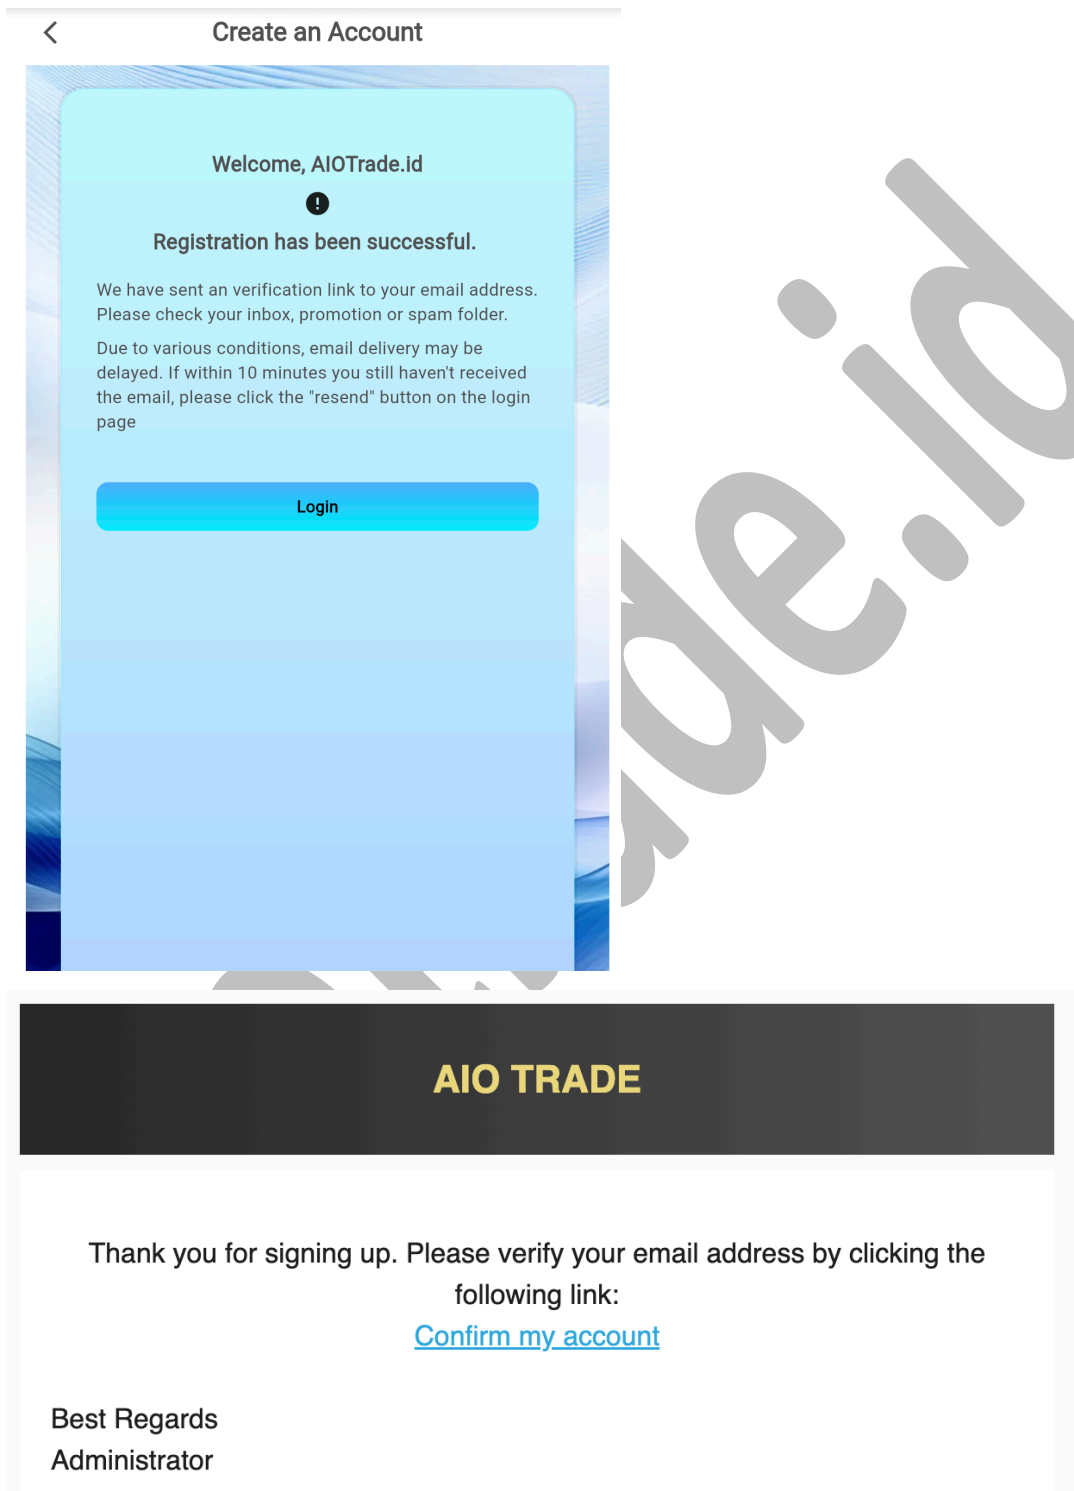 Create an Account
Welcome, AIOTrade.id
Registration has been successful.
We have sent an verification link to your email address.
Please check your inbox, promotion or spam folder.
Due to various conditions, email delivery may be
delayed. If within 10 minutes you still haven't received
the email, please click the "resend" button on the login
page
Login
de.id
AIO TRADE
Thank you for signing up. Please verify your email address by clicking the
following link:
Confirm my account
Best Regards
Administrator